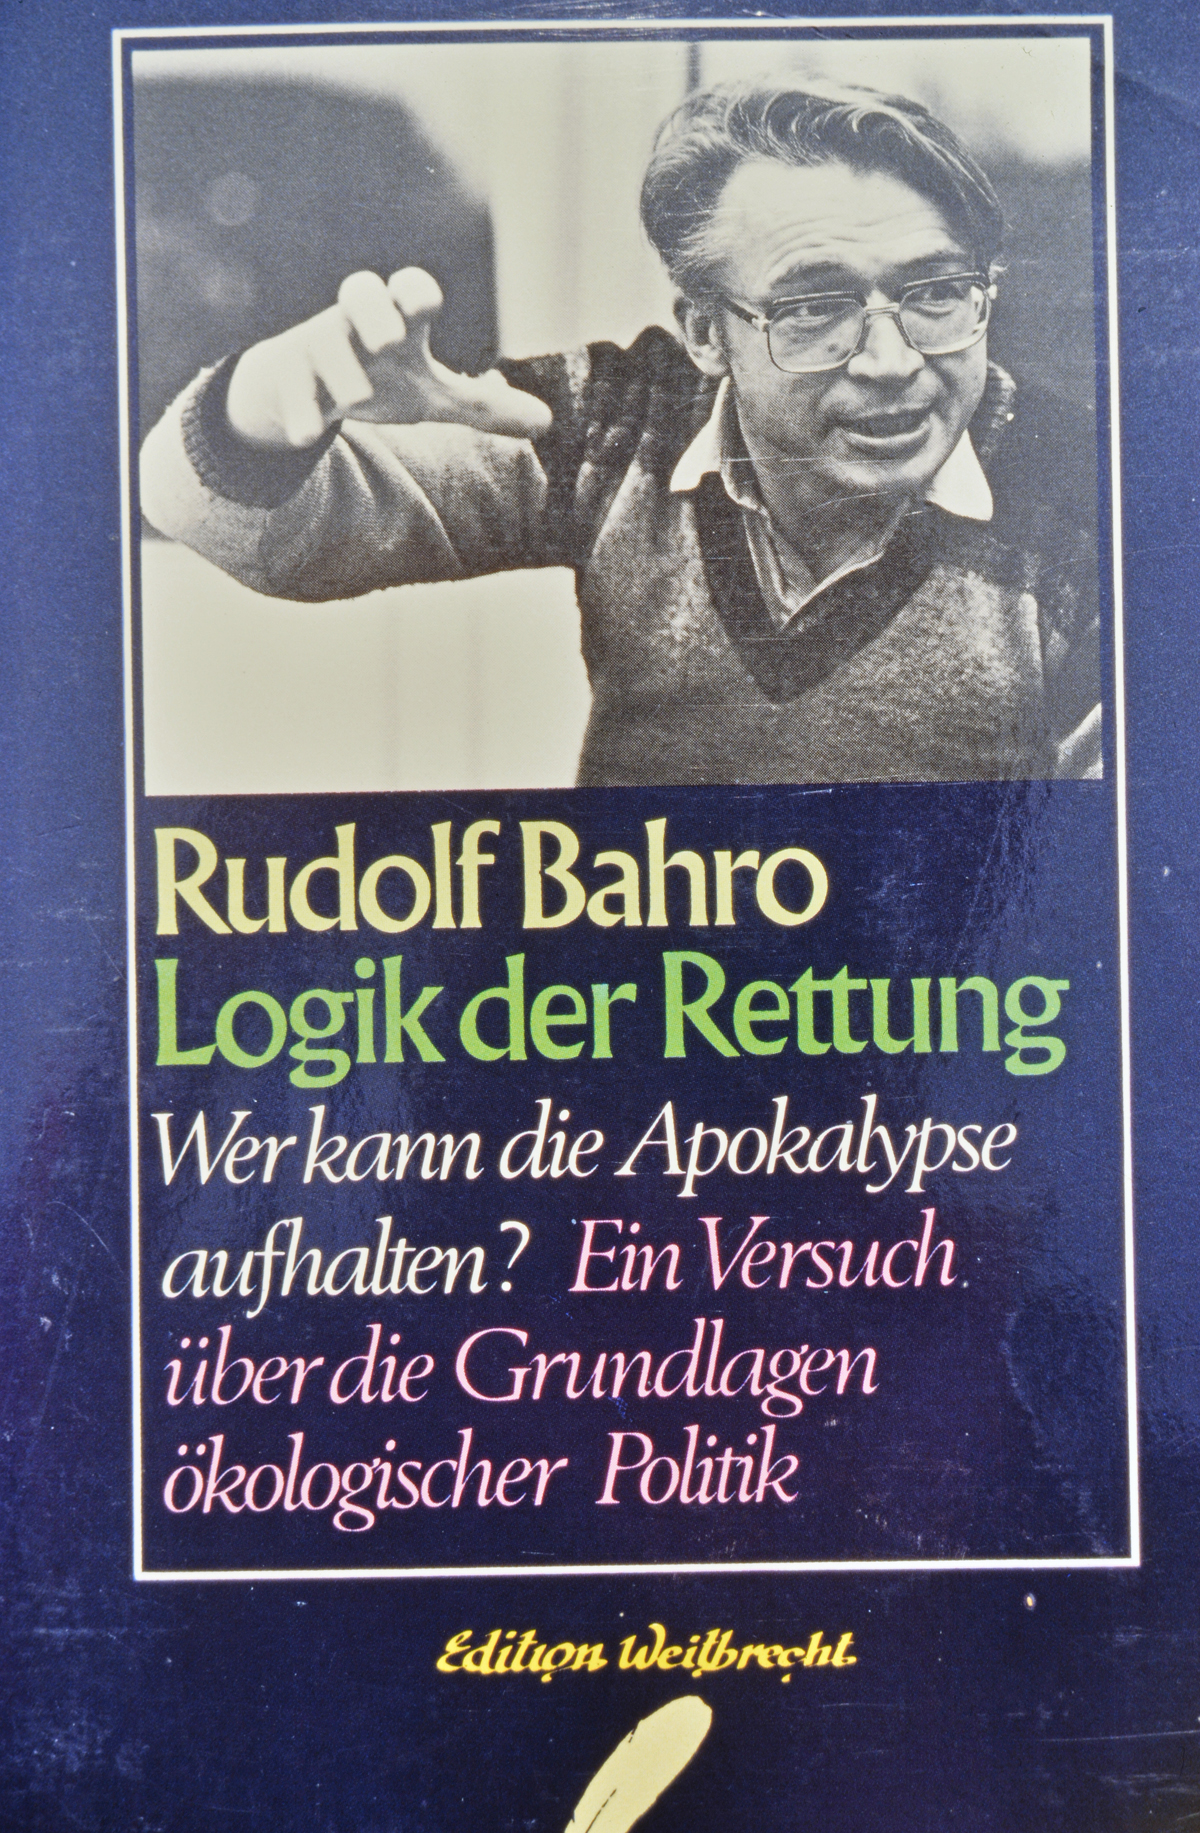 Rudolf Bahro
Logik der Rettung
Wer kann die Apokalypse
aufhalten? Ein Versuch
über die Grundlagen
ökologischer Politik
Edition Weitbrecht